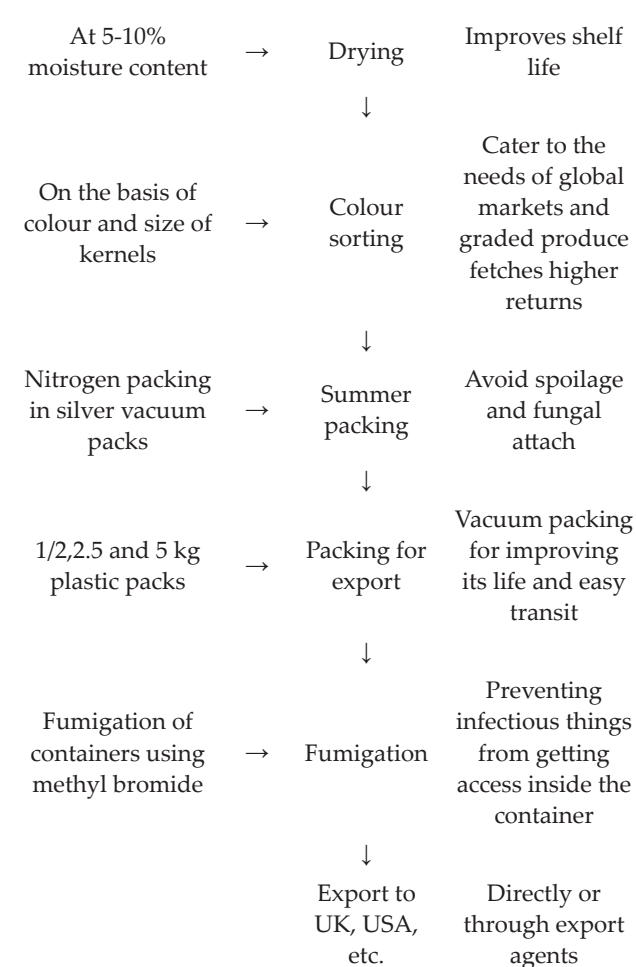 At 5-10%
moisture content
→
Drying
Improves shelf
life
↓
On the basis of
colour and size of
kernels
→
Colour
sorting
Cater to the
needs of global
markets and
graded produce
fetches higher
returns
↓
Nitrogen packing
in silver vacuum
packs
→
Summer
packing
Avoid spoilage
and fungal
attach
↓
1/2,2.5 and 5 kg
plastic packs
→
Packing for
export
Vacuum packing
for improving
its life and easy
transit
↓
Fumigation of
containers using
methyl bromide
→
Fumigation
Preventing
infectious things
from getting
access inside the
container
↓
Export to
UK, USA,
etc.
Directly or
through export
agents